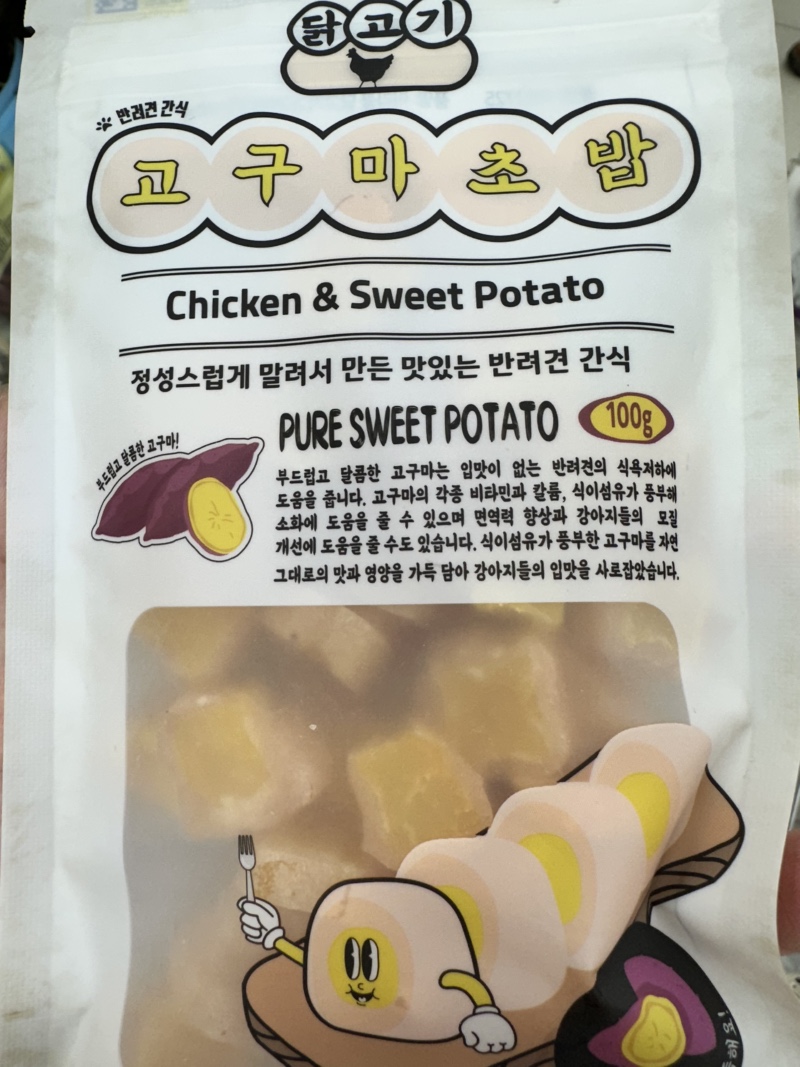 닭고기
반려견 간식
고구마초밥
Chicken & Sweet Potato
정성스럽게 말려서 만든 맛있는 반려견 간식
PURE SWEET POTATO
100g
부드럽고 달콤한 고구마!
부드럽고 달콤한 고구마는 입맛이 없는 반려견의 식욕저하에
도움을 줍니다. 고구마의 각종 비타민과 칼륨, 식이섬유가 풍부해
소화에 도움을 줄 수 있으며 면역력 향상과 강아지들의 모질
개선에 도움을 줄 수도 있습니다. 식이섬유가 풍부한 고구마를 자연
그대로의 맛과 영양을 가득 담아 강아지들의 입맛을 사로잡았습니다.